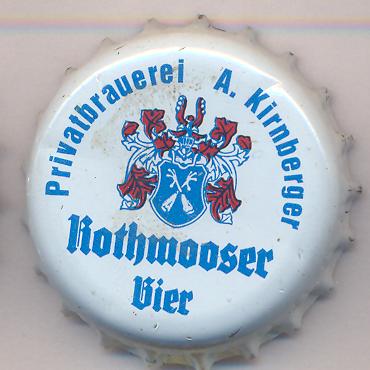 Privatbrauerei A. Kirnberger
Rothmooser
Bier